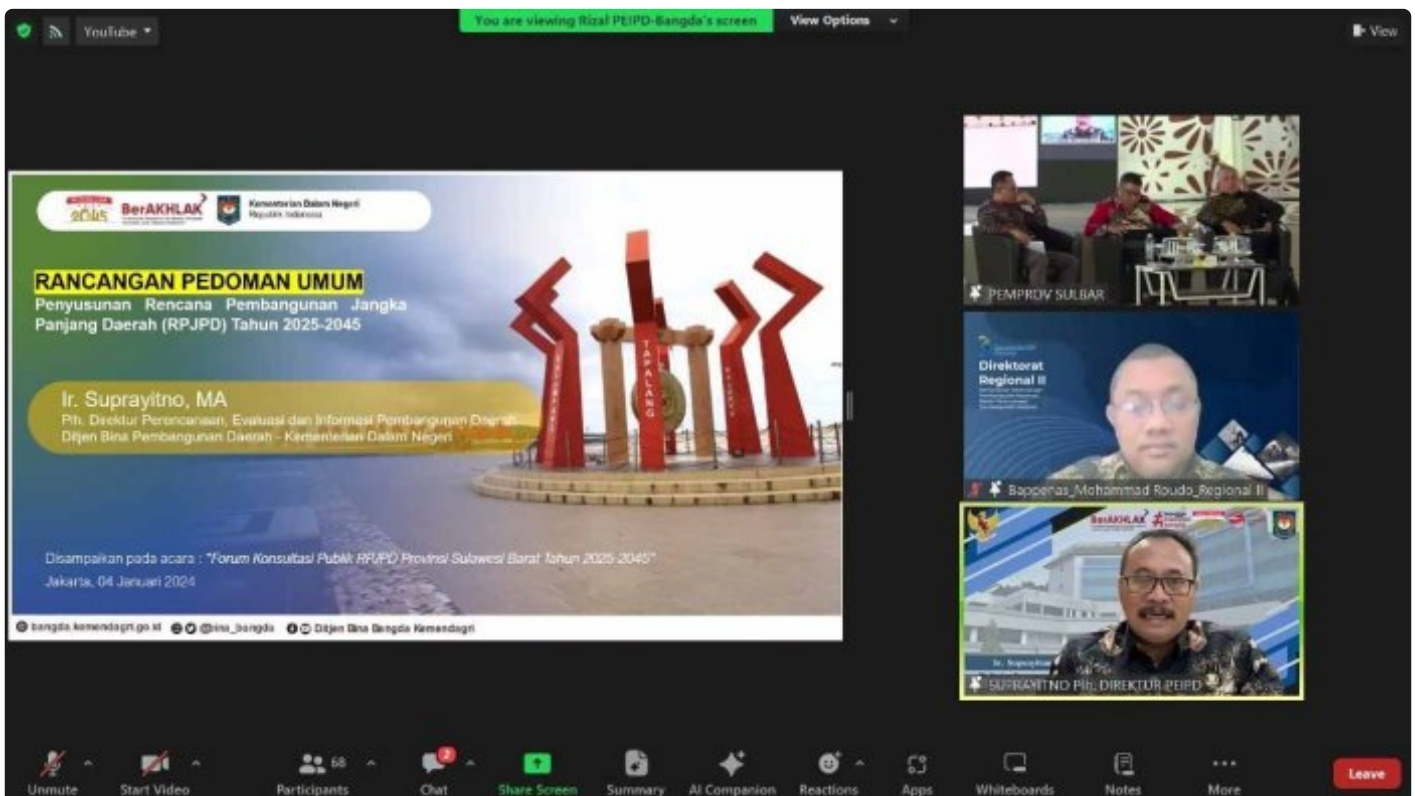 YouTube
You are viewing Rizal PEIPD-Bangda's screen
View Options
View
2045
BerAKHLAK
Kementerian Dalam Negeri
Republik Indonesia
RANCANGAN PEDOMAN UMUM
Penyusunan Rencana Pembangunan Jangka
Panjang Daerah (RPJPD) Tahun 2025-2045
Ir. Suprayitno, MA
Plh. Direktur Perencanaan, Evaluasi dan Informasi Pembangunan Daerah
Ditjen Bina Pembangunan Daerah - Kementerian Dalam Negeri
TAPALANG
Disampaikan pada acara : "Forum Konsultasi Publik RPJPD Provinsi Sulawesi Barat Tahun 2025-2045"
Jakarta, 04 Januari 2024
bangda.kemendagri.go.id
@bina_bangda
Ditjen Bina Bangda Kemendagri
PEMPROV SULBAR
Direktorat
Regional II
Bappenas_Mohammad Roudo_Regional II
BerAKHLAK
Ir. Suprayitno
SUPRAYITNO Plh. DIREKTUR PEIPD
68
2
Unmute
Start Video
Participants
Chat
Share Screen
Summary
AI Companion
Reactions
Apps
Whiteboards
Notes
More
Leave